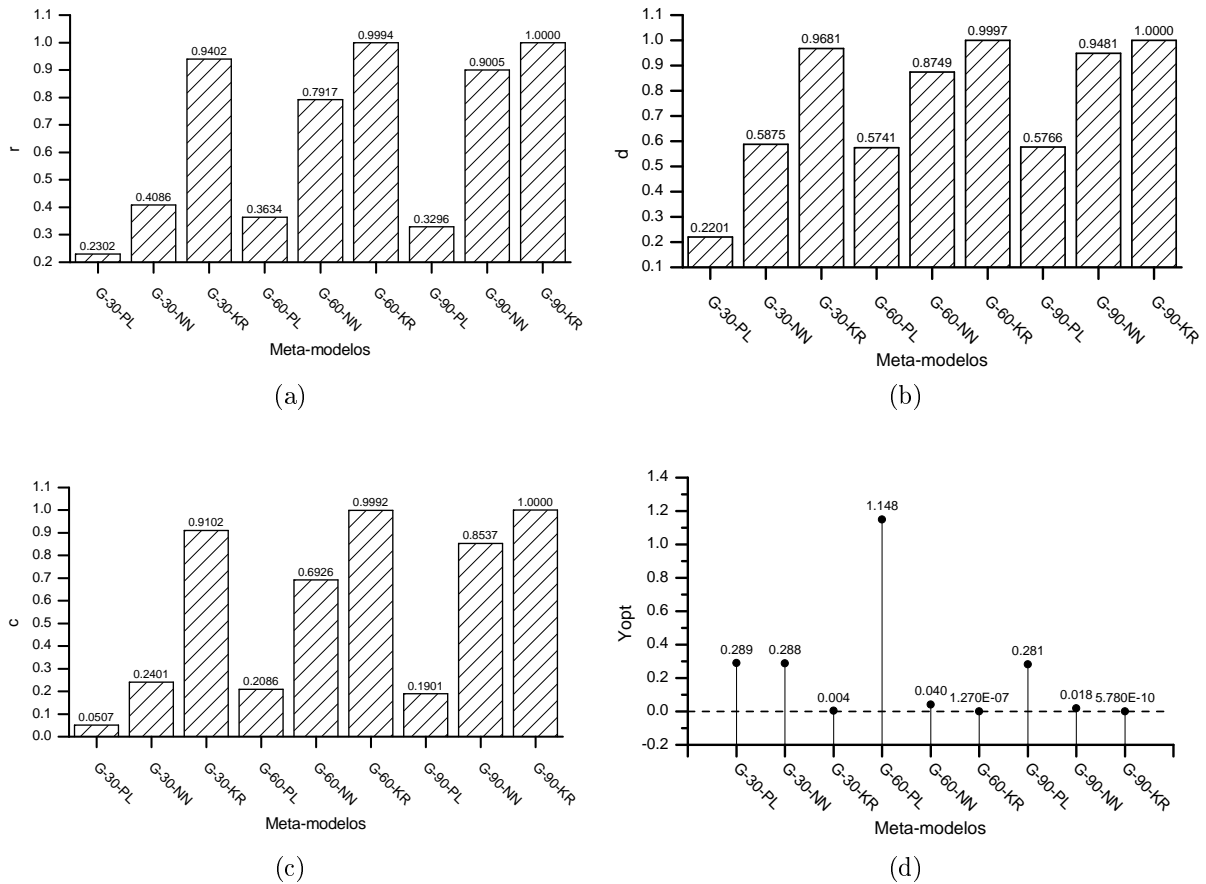 1.1
1.0
0.9
0.8
0.7
0.6
0.5
0.4
0.3
0.2
r
0.2302
0.4086
0.9402
0.3634
0.7917
0.9994
0.3296
0.9005
1.0000
G-30-PL
G-30-NN
G-30-KR
G-60-PL
G-60-NN
G-60-KR
G-90-PL
G-90-NN
G-90-KR
Meta-modelos
(a)
1.1
1.0
0.9
0.8
0.7
0.6
0.5
0.4
0.3
0.2
0.1
d
0.2201
0.5875
0.9681
0.5741
0.8749
0.9997
0.5766
0.9481
1.0000
G-30-PL
G-30-NN
G-30-KR
G-60-PL
G-60-NN
G-60-KR
G-90-PL
G-90-NN
G-90-KR
Meta-modelos
(b)
1.1
1.0
0.9
0.8
0.7
0.6
0.5
0.4
0.3
0.2
0.1
0.0
c
0.0507
0.2401
0.9102
0.2086
0.6926
0.9992
0.1901
0.8537
1.0000
G-30-PL
G-30-NN
G-30-KR
G-60-PL
G-60-NN
G-60-KR
G-90-PL
G-90-NN
G-90-KR
Meta-modelos
(c)
1.4
1.2
1.0
0.8
0.6
0.4
0.2
0.0
-0.2
Yopt
0.289
0.288
0.004
1.148
0.040
1.270E-07
0.281
0.018
5.780E-10
G-30-PL
G-30-NN
G-30-KR
G-60-PL
G-60-NN
G-60-KR
G-90-PL
G-90-NN
G-90-KR
Meta-modelos
(d)